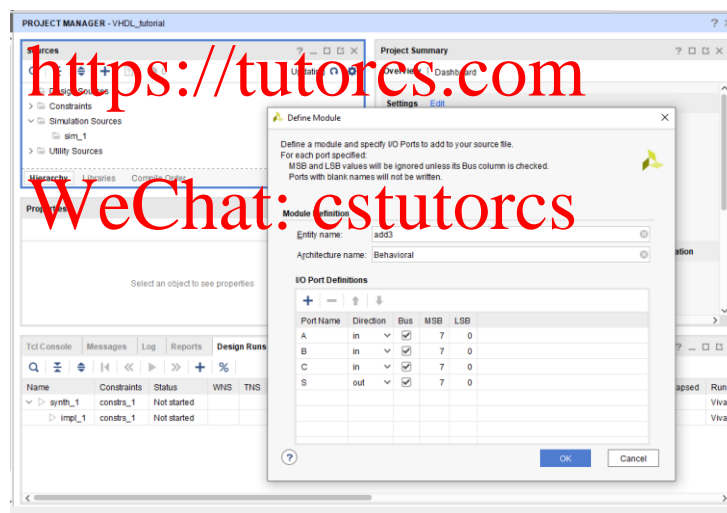 PROJECT MANAGER - VHDL_tutorial
?
Sources
? _ □ X
Project Summary
? □ X
https://tutorcs.com
Updating
Overview | Dashboard
Design Sources
Settings Edit
> Constraints
Simulation Sources
sim_1
> Utility Sources
Hierarchy Libraries Compile Order
WeChat: cstutorcs
Properties
Select an object to see properties
Define Module
X
Define a module and specify I/O Ports to add to your source file.
For each port specified:
MSB and LSB values will be ignored unless its Bus column is checked.
Ports with blank names will not be written.
Module Definition
Entity name: add3
Architecture name: Behavioral
I/O Port Definitions
Port Name Direction Bus MSB LSB
A in 7 0
B in 7 0
C in 7 0
S out 7 0
? OK Cancel
Tcl Console Messages Log Reports Design Runs
Name Constraints Status WNS TNS
Run
synth_1 constrs_1 Not started
Viva
impl_1 constrs_1 Not started
Viva